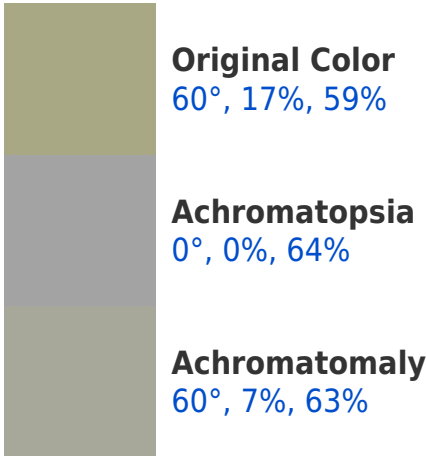 Original Color
60°, 17%, 59%
Achromatopsia
0°, 0%, 64%
Achromatomaly
60°, 7%, 63%